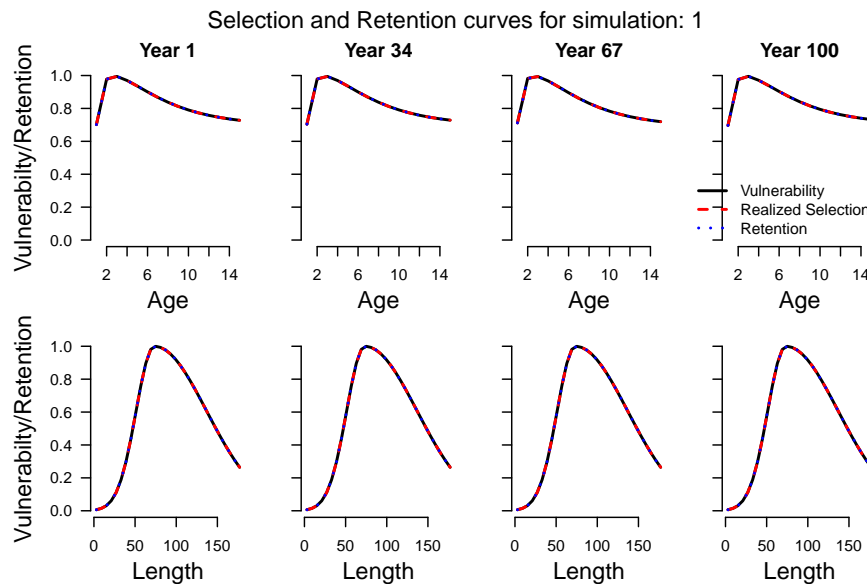 Selection and Retention curves for simulation: 1
Year 1 Year 34 Year 67 Year 100
Vulnerabilty/Retention
1.0
0.8
0.6
0.4
0.2
0.0
Vulnerability
Realized Selection
Retention
2 6 10 14 2 6 10 14 2 6 10 14 2 6 10 14
Age Age Age Age
Vulnerabilty/Retention
1.0
0.8
0.6
0.4
0.2
0.0
0 50 100 150 0 50 100 150 0 50 100 150 0 50 100 150
Length Length Length Length